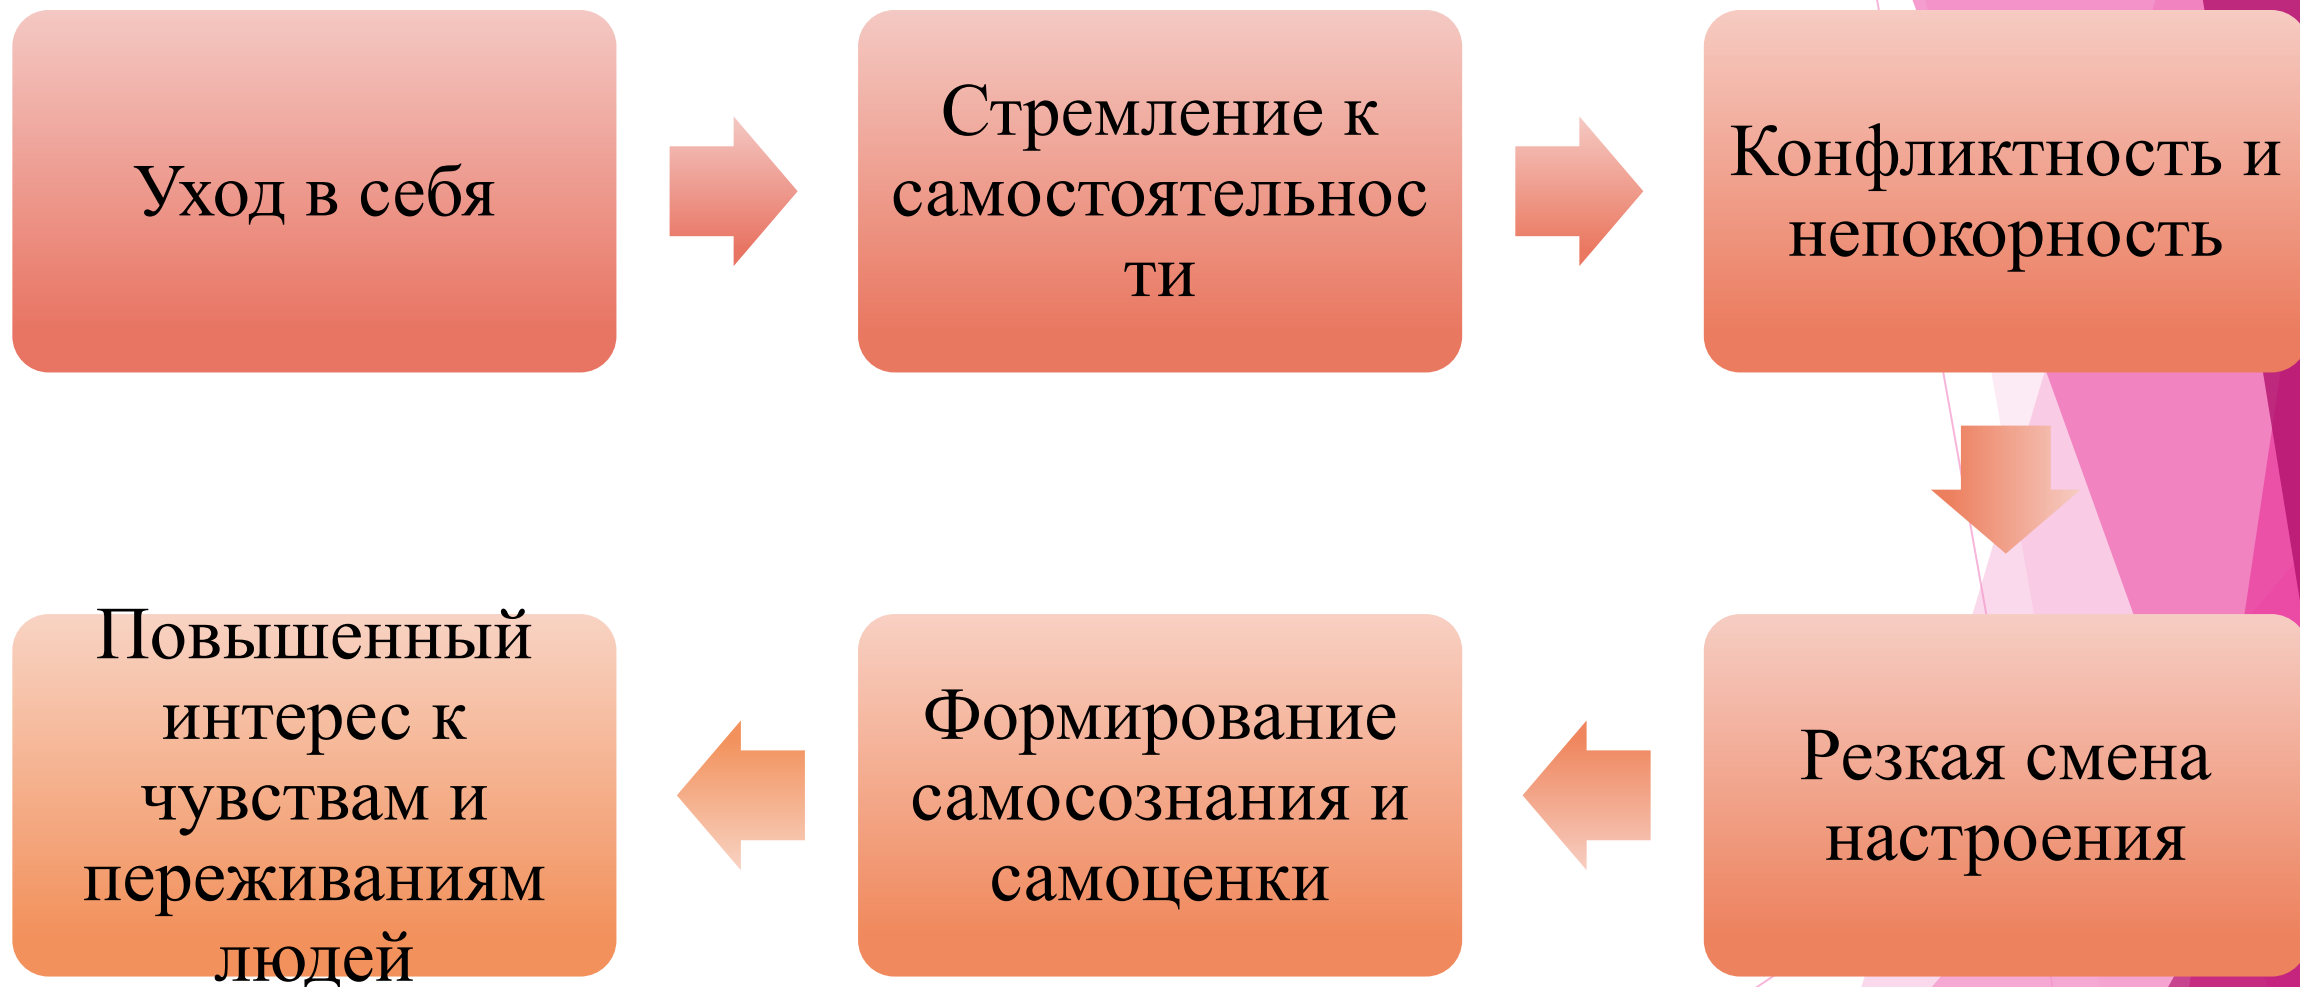 Уход в себя
Стремление к
самостоятельнос
ти
Конфликтность и
непокорность
Резкая смена
настроения
Формирование
самосознания и
самоценки
Повышенный
интерес к
чувствам и
переживаниям
людей